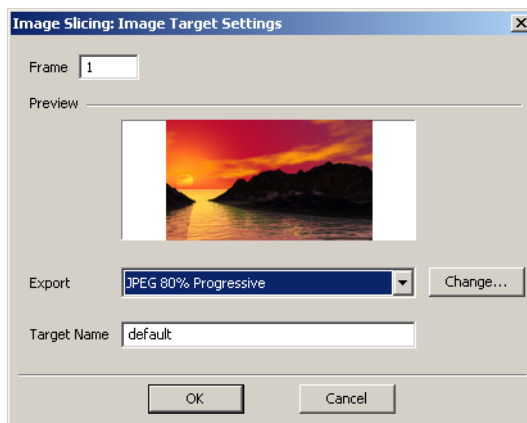 Image Slicing: Image Target Settings
Frame 1
Preview
Export JPEG 80% Progressive Change...
Target Name default
OK Cancel